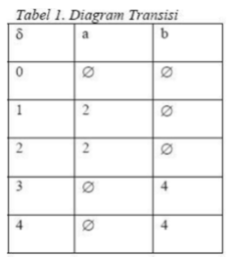 Tabel 1. Diagram Transisi
δ a b
0 ∅ ∅
1 2 ∅
2 2 ∅
3 ∅ 4
4 ∅ 4